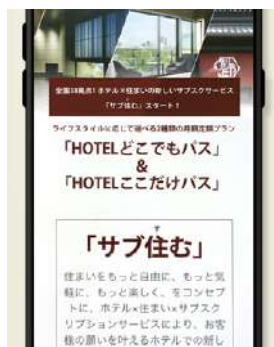 全国38拠点!ホテル×住まいの新しいサブスクサービス
「サブ住む」スタート!
ライフスタイルに応じて選べる2種類の月額定額プラン
「HOTELどこでもパス」
&
「HOTELここだけパス」
す
「サブ住む」
住まいをもっと自由に、もっと気
軽に、もっと楽しく、をコンセプ
トに、ホテル×住まい×サブスク
リプションサービスにより、お客
様の願いを叶えるホテルでの新し